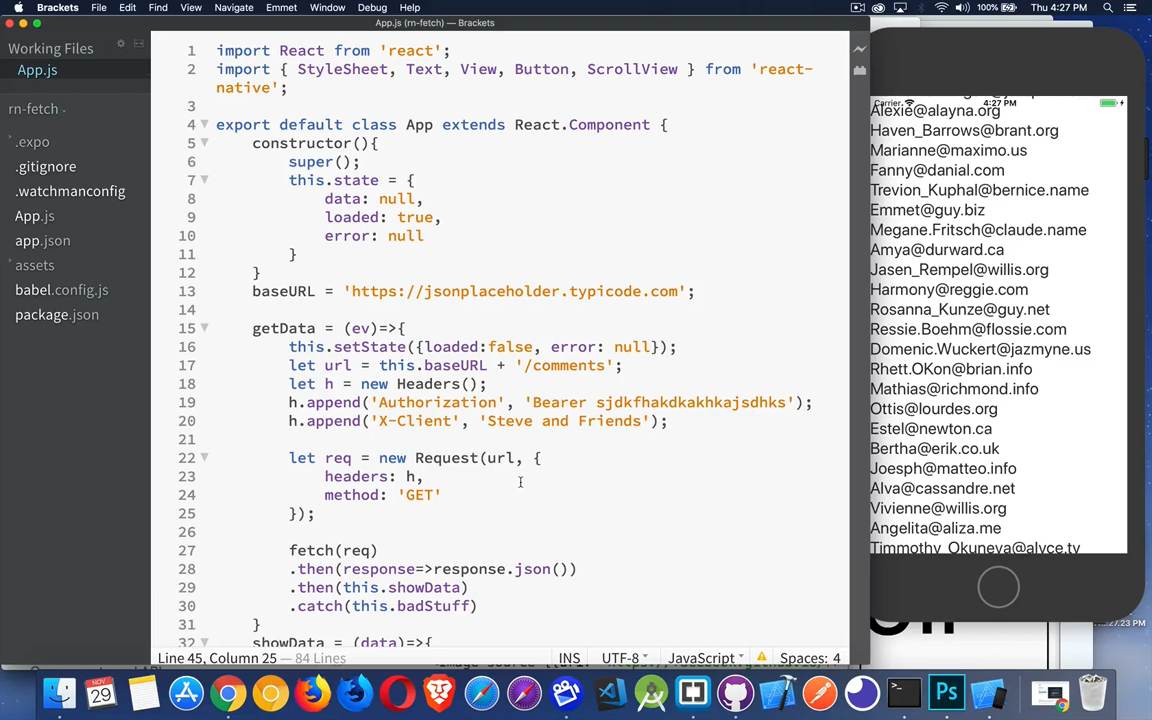 Brackets File Edit Find View Navigate Emmet Window Debug Help 100% Thu 4:27 PM
App.js (rn-fetch) — Brackets
Working Files
App.js
rn-fetch
.expo
.gitignore
.watchmanconfig
App.js
app.json
assets
babel.config.js
package.json
1 import React from 'react';
2 import { StyleSheet, Text, View, Button, ScrollView } from 'react-
native';
3
4 export default class App extends React.Component {
5 constructor(){
6 super();
7 this.state = {
8 data: null,
9 loaded: true,
10 error: null
11 }
12 }
13 baseURL = 'https://jsonplaceholder.typicode.com';
14
15 getData = (ev)=>{
16 this.setState({loaded:false, error: null});
17 let url = this.baseURL + '/comments';
18 let h = new Headers();
19 h.append('Authorization', 'Bearer sjdkfhakdkakhkajsdhks');
20 h.append('X-Client', 'Steve and Friends');
21
22 let req = new Request(url, {
23 headers: h,
24 method: 'GET'
25 });
26
27 fetch(req)
28 .then(response=>response.json())
29 .then(this.showData)
30 .catch(this.badStuff)
31 }
32 showData = (data)=>{
Line 45, Column 25 — 84 Lines INS UTF-8 JavaScript Spaces: 4
Carrier 4:27 PM
Alexie@alayna.org
Haven_Barrows@brant.org
Marianne@maximo.us
Fanny@danial.com
Trevion_Kuphal@bernice.name
Emmet@guy.biz
Megane.Fritsch@claude.name
Amya@durward.ca
Jasen_Rempel@willis.org
Harmony@reggie.com
Rosanna_Kunze@guy.net
Ressie.Boehm@flossie.com
Domenic.Wuckert@jazmyne.us
Rhett.OKon@brian.info
Mathias@richmond.info
Ottis@lourdes.org
Estel@newton.ca
Bertha@erik.co.uk
Joesph@matteo.info
Alva@cassandre.net
Vivienne@willis.org
Angelita@aliza.me
Timmothy_Okuneva@alyce.tv
27.23 PM
NOV
29
Ps